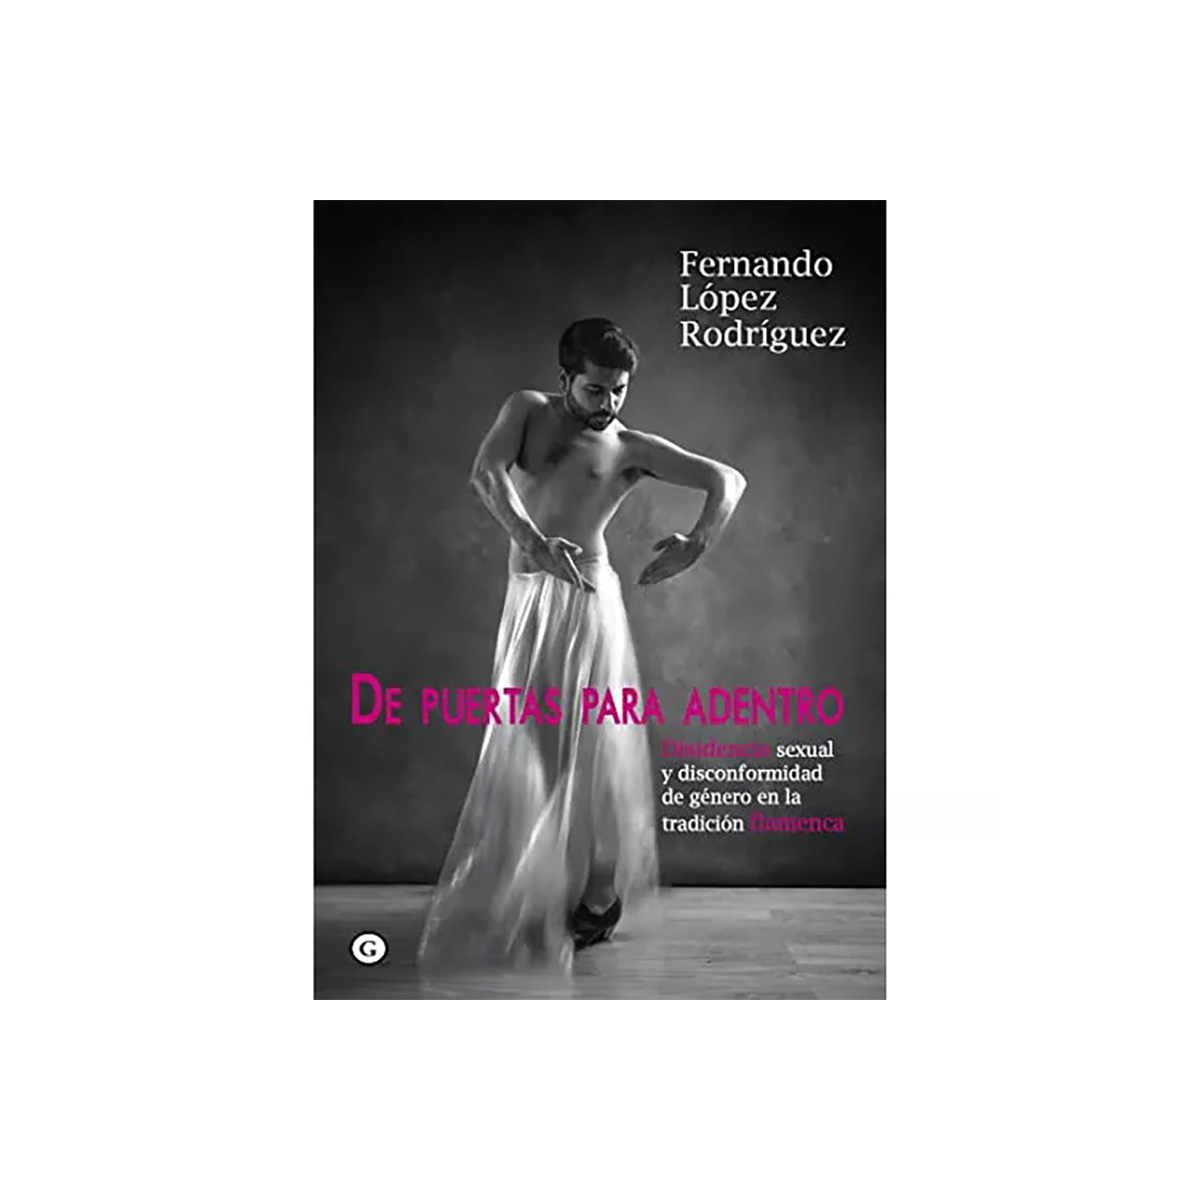 Fernando
López
Rodríguez
DE PUERTAS PARA ADENTRO
Disidencia sexual
y disconformidad
de género en la
tradición flamenca
G